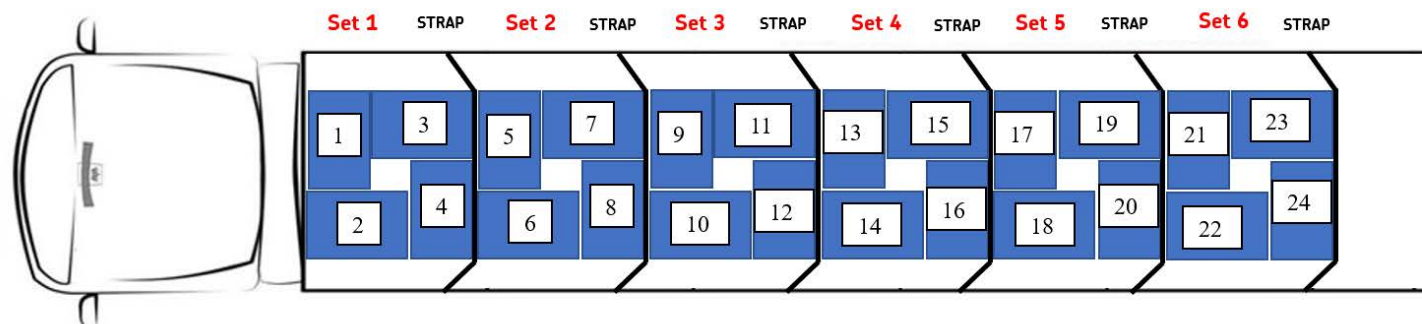 Set 1 STRAP Set 2 STRAP Set 3 STRAP Set 4 STRAP Set 5 STRAP Set 6 STRAP
1 3 5 7 9 11 13 15 17 19 21 23
2 4 6 8 10 12 14 16 18 20 22 24